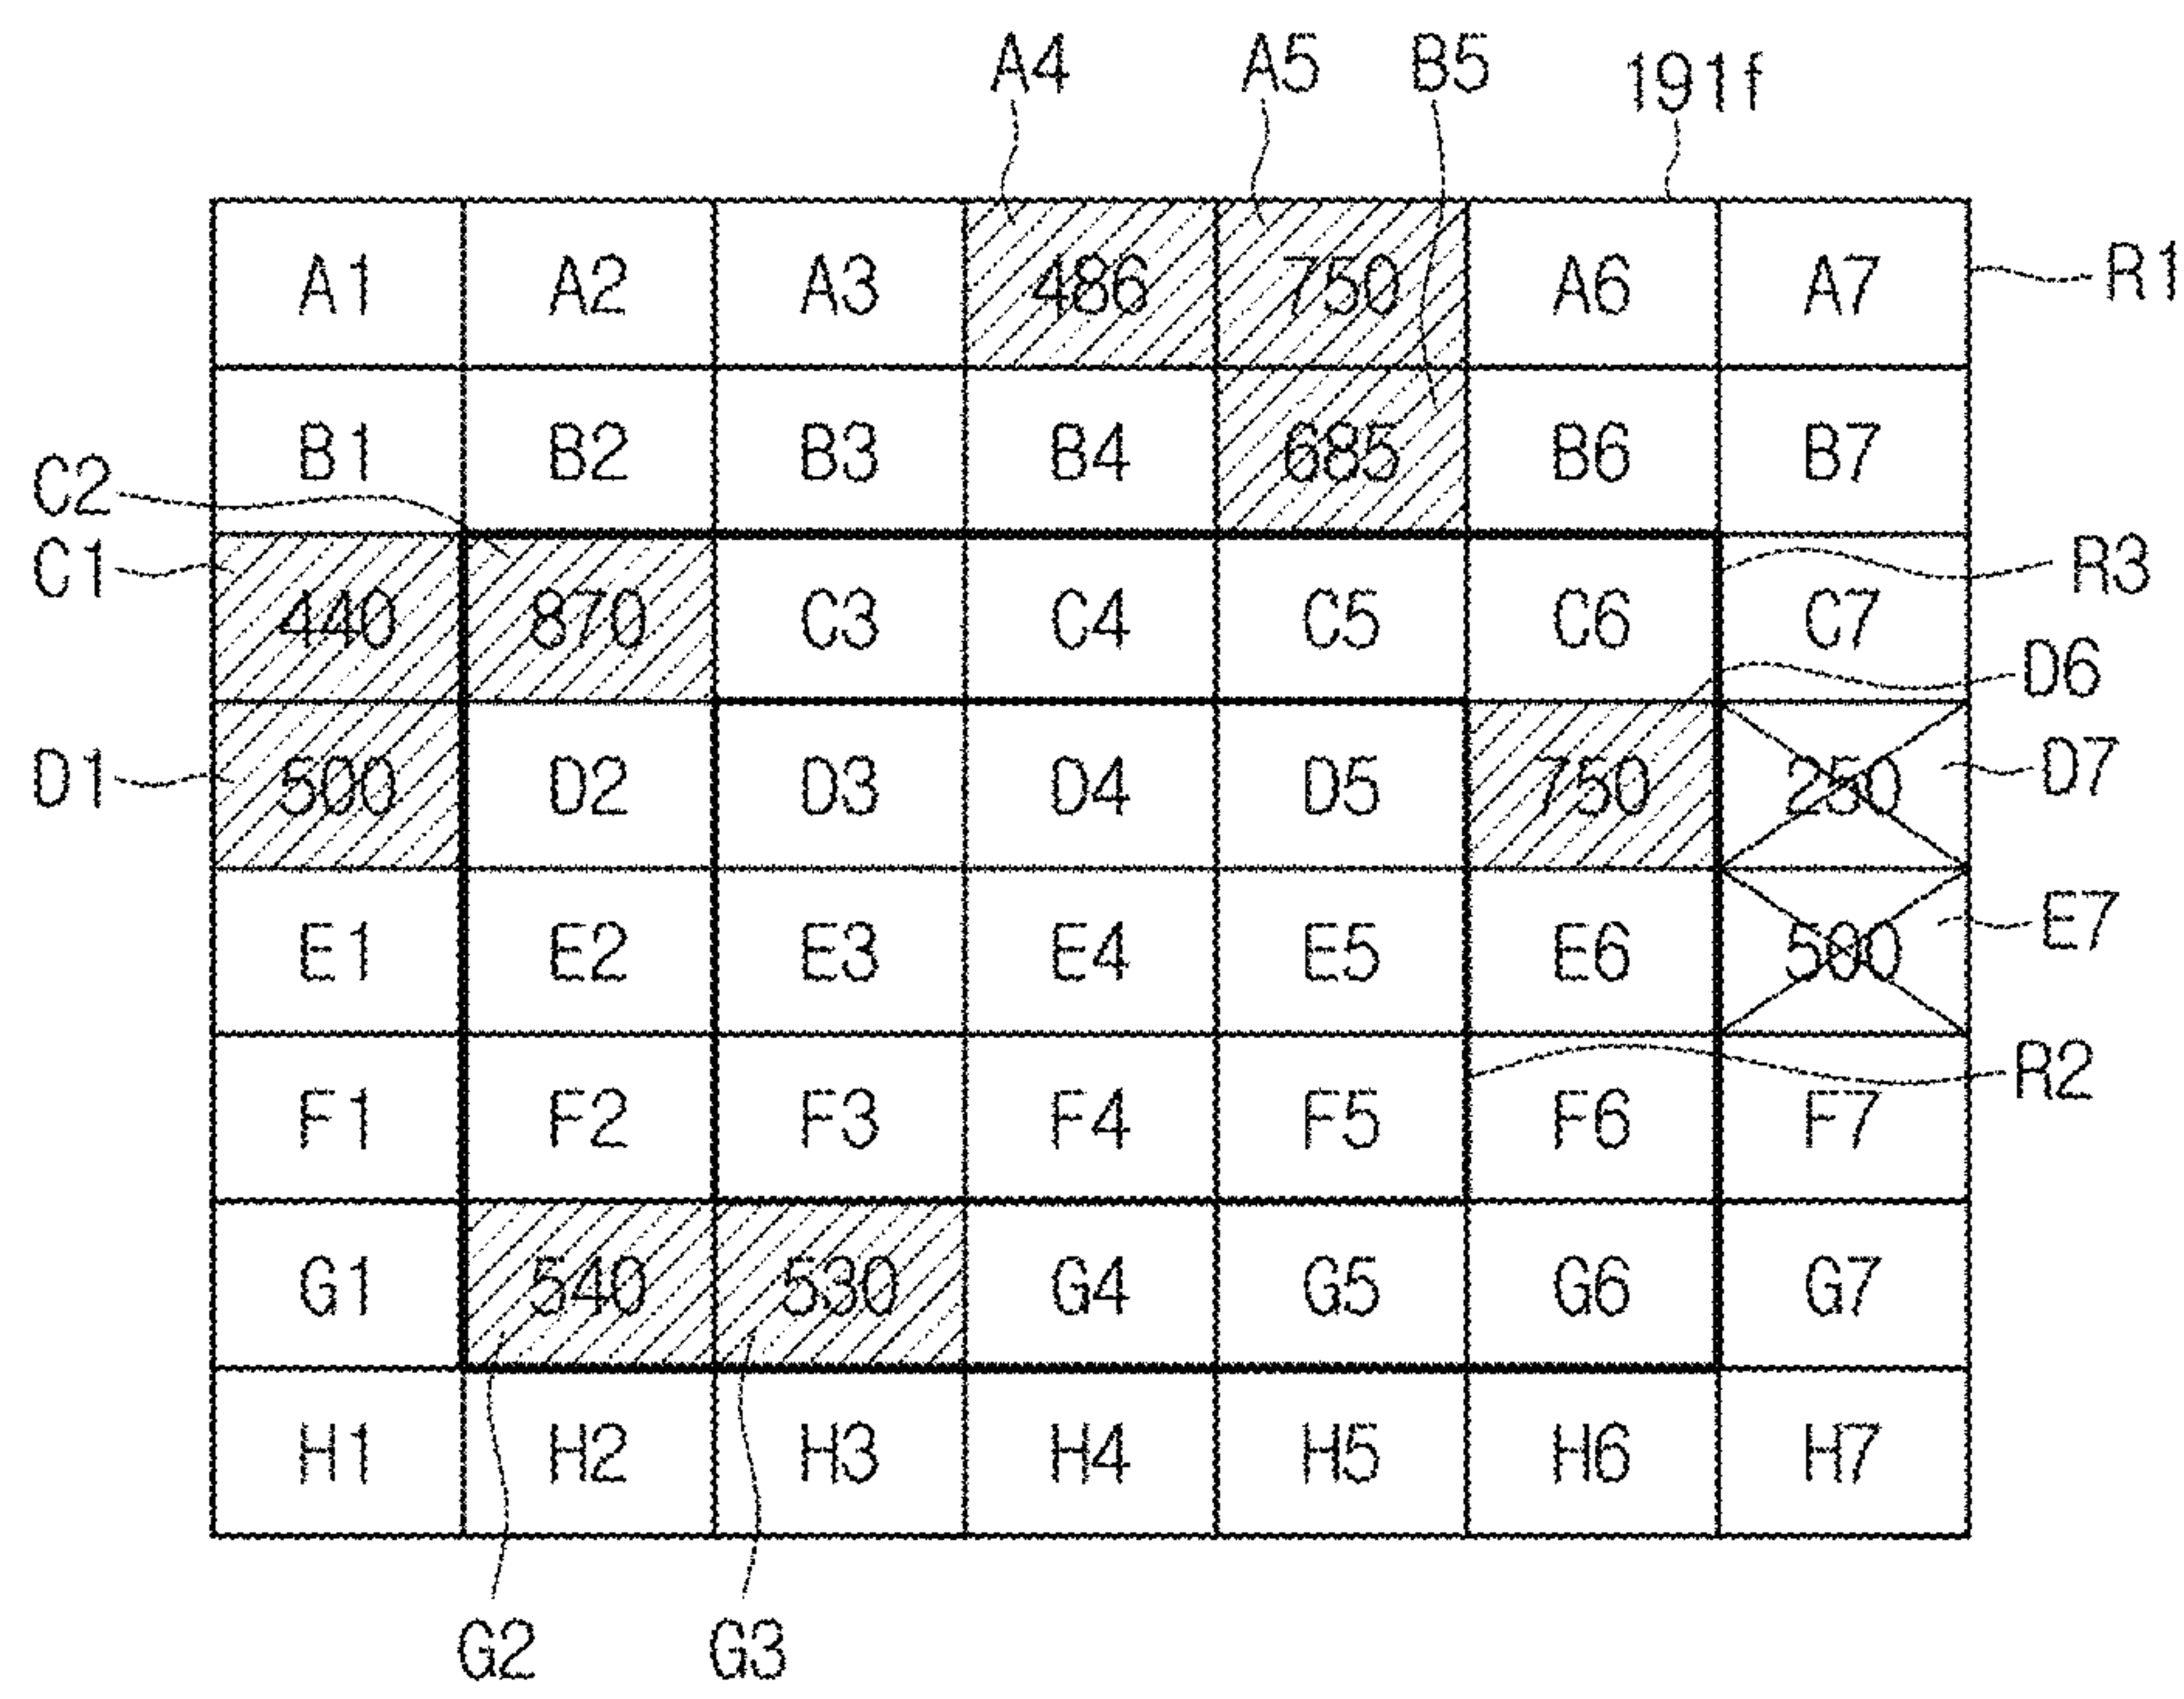 A4 A5 B5 191f
A1 A2 A3 486 750 A6 A7 R1
B1 B2 B3 B4 685 B6 B7
C2
C1 440 870 C3 C4 C5 C6 C7 R3
D6
D1 500 D2 D3 D4 D5 750 250 D7
E1 E2 E3 E4 E5 E6 500 E7
F1 F2 F3 F4 F5 F6 F7 R2
G1 540 530 G4 G5 G6 G7
H1 H2 H3 H4 H5 H6 H7
G2 G3